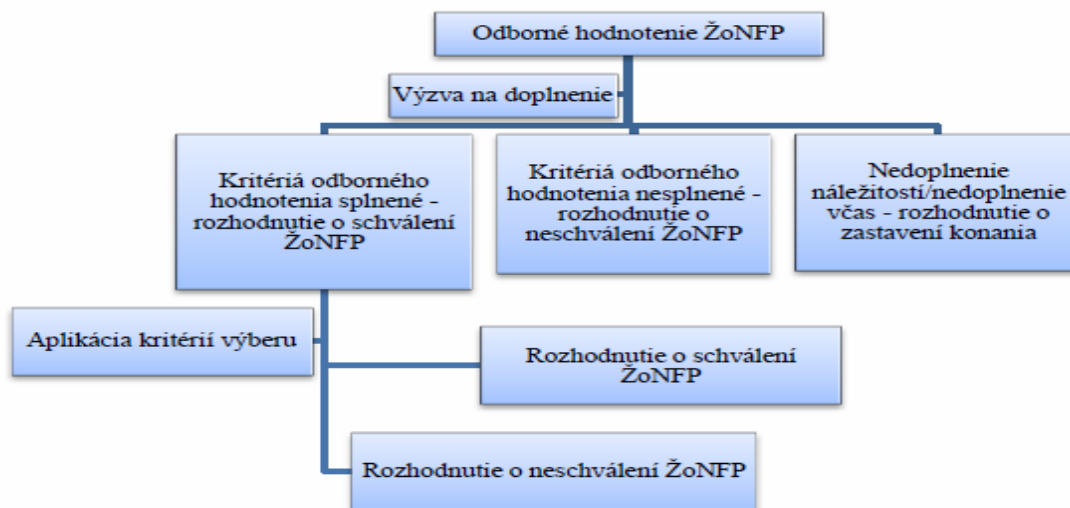 Odborné hodnotenie ŽoNFP
Výzva na doplnenie
Kritériá odborného
hodnotenia splnené -
rozhodnutie o schválení
ŽoNFP
Kritériá odborného
hodnotenia nesplnené -
rozhodnutie o
neschválení ŽoNFP
Nedoplnenie
náležitostí/nedoplnenie
včas - rozhodnutie o
zastavení konania
Aplikácia kritérií výberu
Rozhodnutie o schválení
ŽoNFP
Rozhodnutie o neschválení ŽoNFP